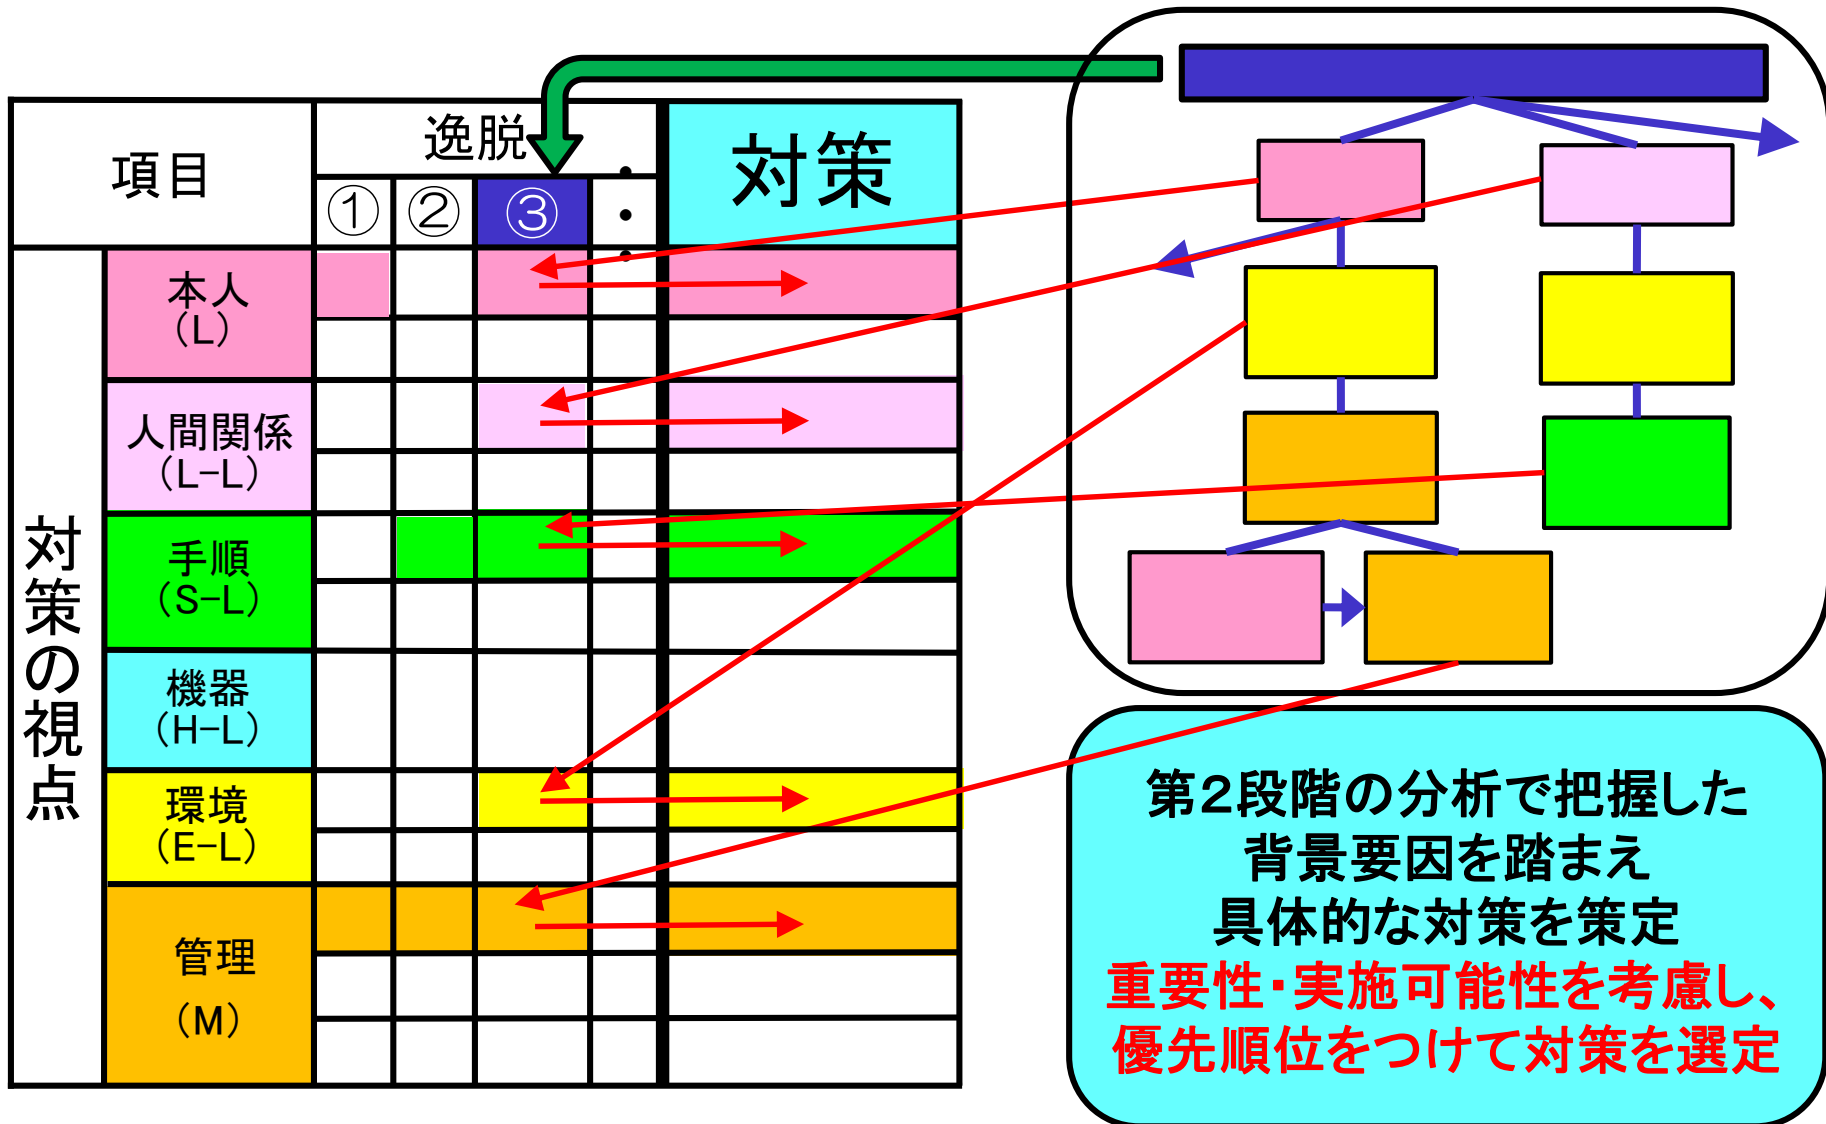 項目
逸脱
対策
①
②
③
・
・
・
対策の視点
本人
(L)
人間関係
(L-L)
手順
(S-L)
機器
(H-L)
環境
(E-L)
管理
(M)
第2段階の分析で把握した
背景要因を踏まえ
具体的な対策を策定
重要性・実施可能性を考慮し、
優先順位をつけて対策を選定